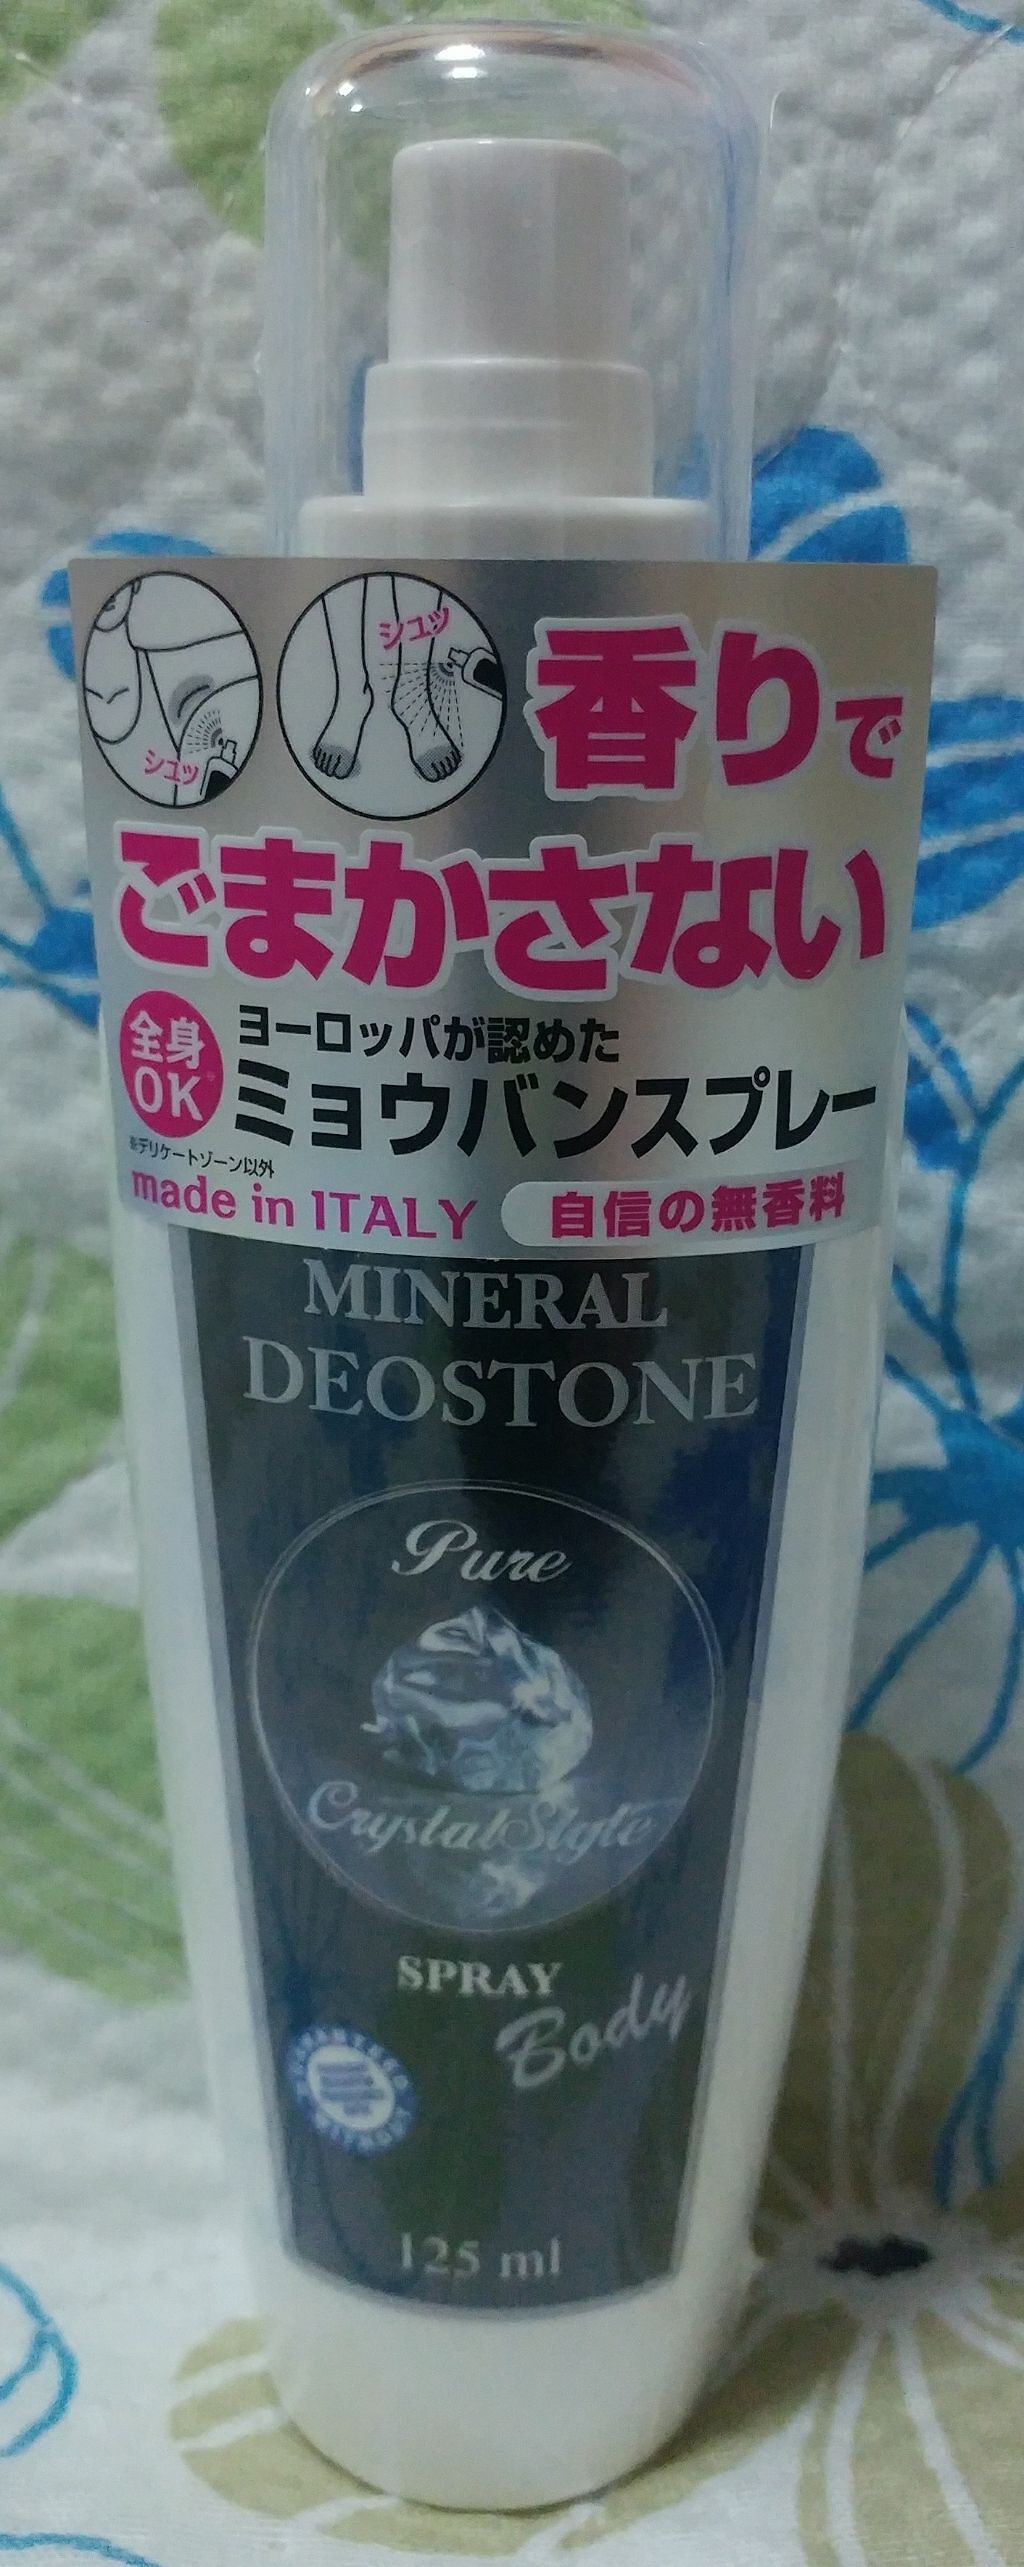 シュッ
シュッ
香りで
ごまかさない
全身
OK※
ヨーロッパが認めた
ミョウバンスプレー
※デリケートゾーン以外
made in ITALY
自信の無香料
MINERAL
DEOSTONE
Pure
CrystalStyle
SPRAY
Body
125 ml